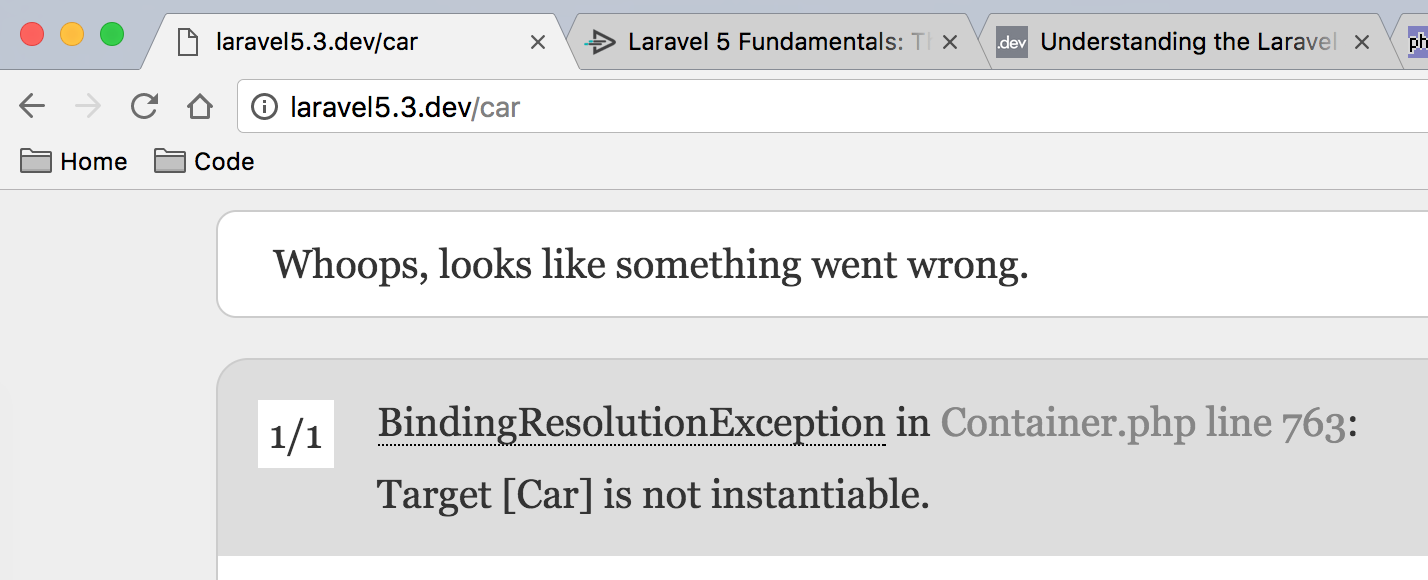 laravel5.3.dev/car
Laravel 5 Fundamentals:
.dev Understanding the Laravel
ph
laravel5.3.dev/car
Home Code
Whoops, looks like something went wrong.
1/1 BindingResolutionException in Container.php line 763:
Target [Car] is not instantiable.